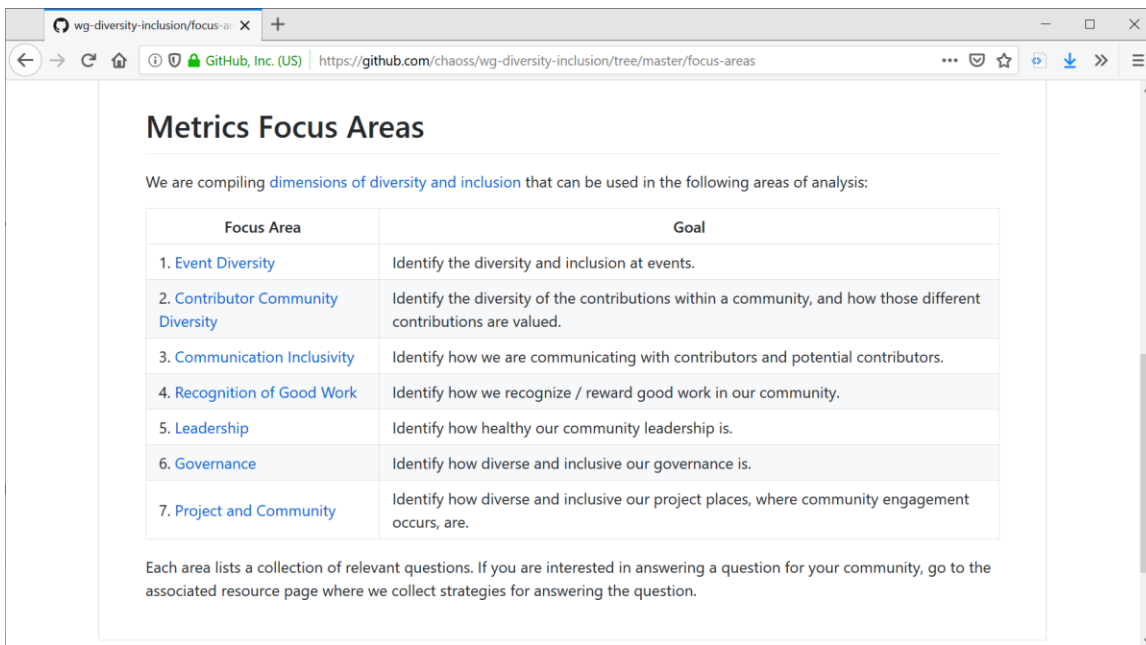 wg-diversity-inclusion/focus-ar
GitHub, Inc. (US) https://github.com/chaoss/wg-diversity-inclusion/tree/master/focus-areas
Metrics Focus Areas
We are compiling dimensions of diversity and inclusion that can be used in the following areas of analysis:
Focus Area Goal
1. Event Diversity Identify the diversity and inclusion at events.
2. Contributor Community Identify the diversity of the contributions within a community, and how those different
Diversity contributions are valued.
3. Communication Inclusivity Identify how we are communicating with contributors and potential contributors.
4. Recognition of Good Work Identify how we recognize / reward good work in our community.
5. Leadership Identify how healthy our community leadership is.
6. Governance Identify how diverse and inclusive our governance is.
7. Project and Community Identify how diverse and inclusive our project places, where community engagement
occurs, are.
Each area lists a collection of relevant questions. If you are interested in answering a question for your community, go to the
associated resource page where we collect strategies for answering the question.